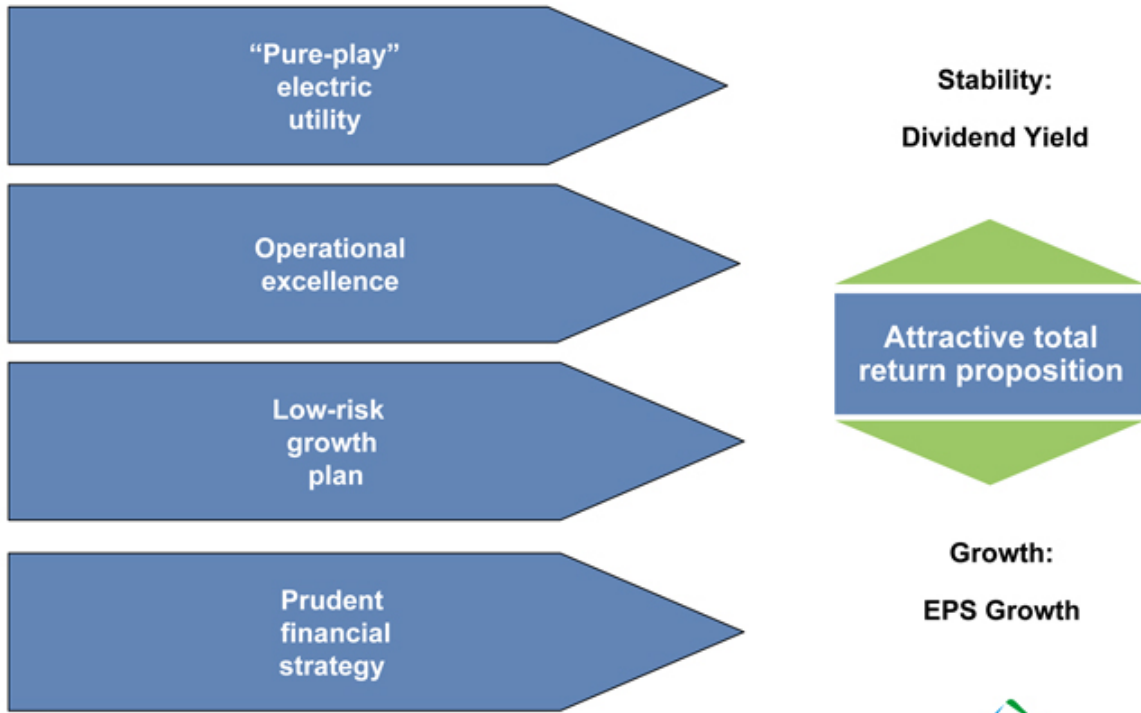 “Pure-play”
electric
utility
Operational
excellence
Low-risk
growth
plan
Prudent
financial
strategy
Stability:
Dividend Yield
Attractive total
return proposition
Growth:
EPS Growth